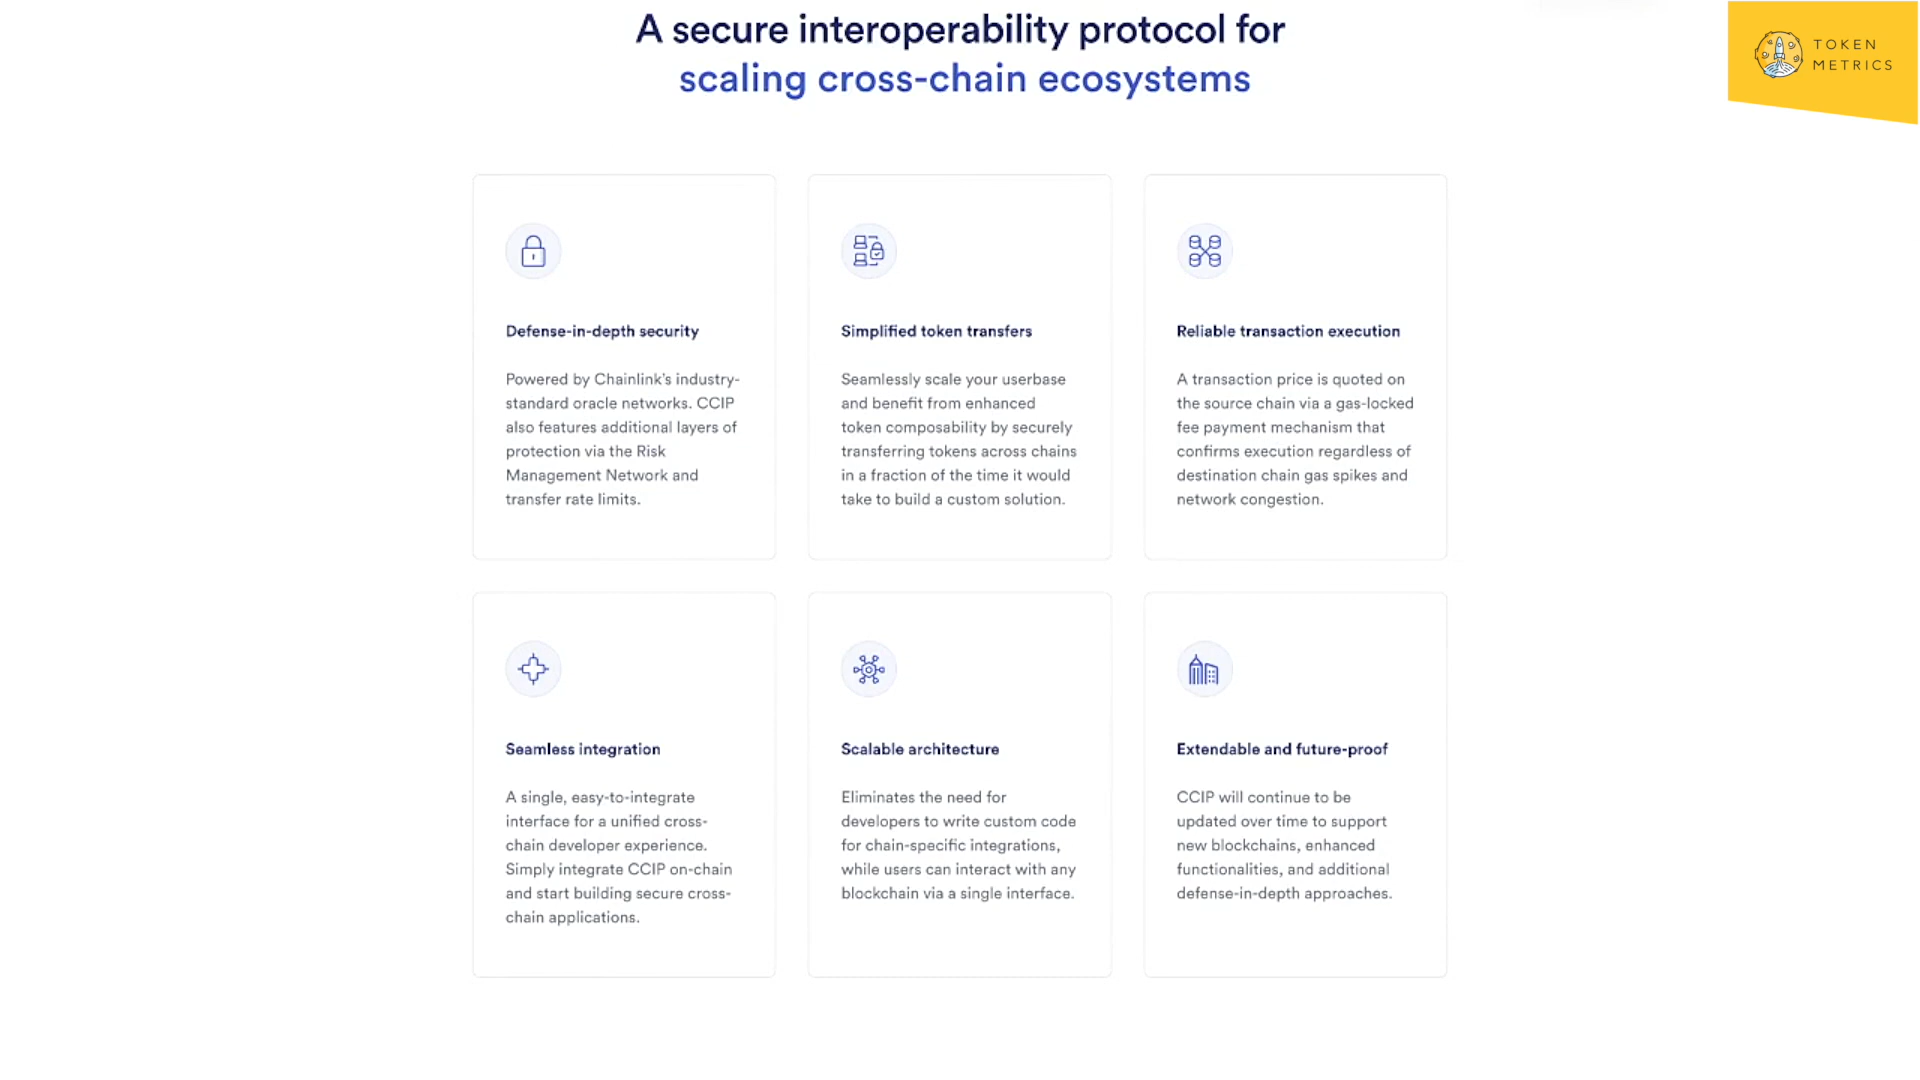 A secure interoperability protocol for
scaling cross-chain ecosystems
TOKEN
METRICS
Defense-in-depth security
Powered by Chainlink's industry-
standard oracle networks. CCIP
also features additional layers of
protection via the Risk
Management Network and
transfer rate limits.
Simplified token transfers
Seamlessly scale your userbase
and benefit from enhanced
token composability by securely
transferring tokens across chains
in a fraction of the time it would
take to build a custom solution.
Reliable transaction execution
A transaction price is quoted on
the source chain via a gas-locked
fee payment mechanism that
confirms execution regardless of
destination chain gas spikes and
network congestion.
Seamless integration
A single, easy-to-integrate
interface for a unified cross-
chain developer experience.
Simply integrate CCIP on-chain
and start building secure cross-
chain applications.
Scalable architecture
Eliminates the need for
developers to write custom code
for chain-specific integrations,
while users can interact with any
blockchain via a single interface.
Extendable and future-proof
CCIP will continue to be
updated over time to support
new blockchains, enhanced
functionalities, and additional
defense-in-depth approaches.